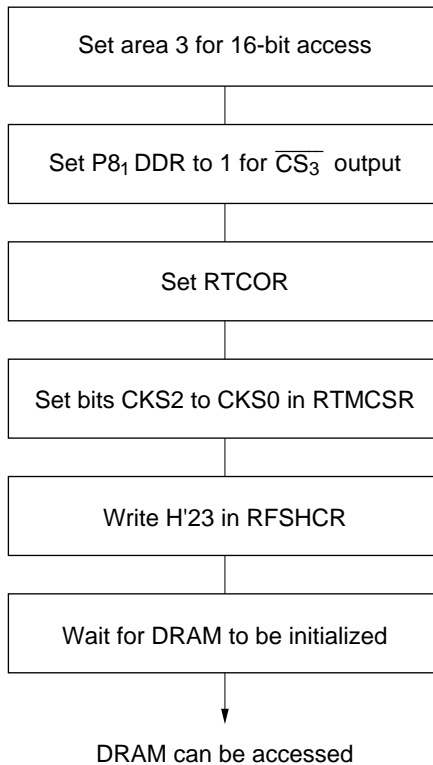 Set area 3 for 16-bit access
Set P8₁ DDR to 1 for C̅S̅₃̅ output
Set RTCOR
Set bits CKS2 to CKS0 in RTMCSR
Write H'23 in RFSHCR
Wait for DRAM to be initialized
DRAM can be accessed